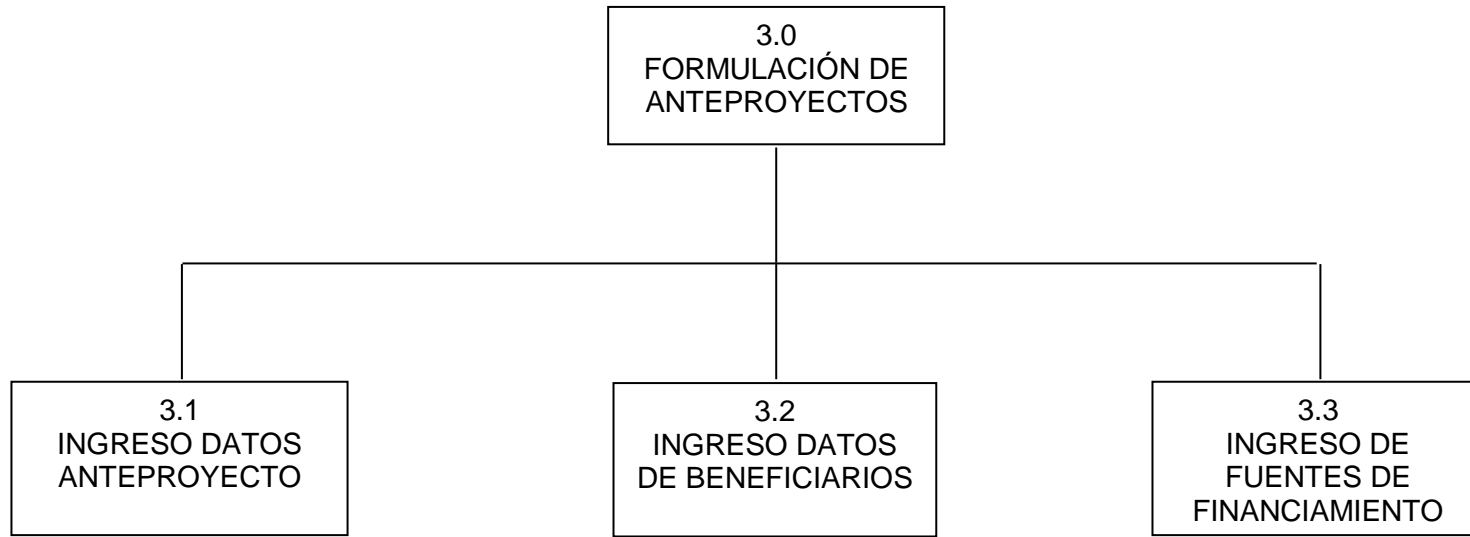 3.0
FORMULACIÓN DE
ANTEPROYECTOS
3.1
INGRESO DATOS
ANTEPROYECTO
3.2
INGRESO DATOS
DE BENEFICIARIOS
3.3
INGRESO DE
FUENTES DE
FINANCIAMIENTO